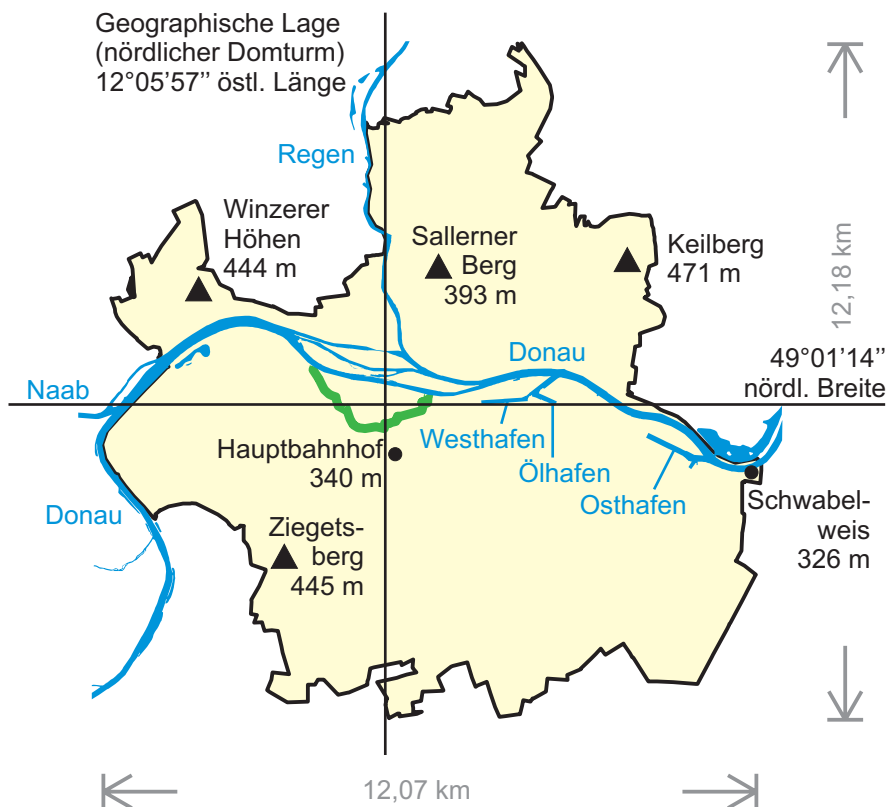 Geographische Lage
(nördlicher Domturm)
12°05’57’’ östl. Länge
Regen
Winzerer
Höhen
444 m
Sallerner
Berg
393 m
Keilberg
471 m
12,18 km
Donau
49°01’14’’
nördl. Breite
Naab
Westhafen
Hauptbahnhof
340 m
Ölhafen
Osthafen
Donau
Schwabel-
weis
326 m
Ziegets-
berg
445 m
12,07 km